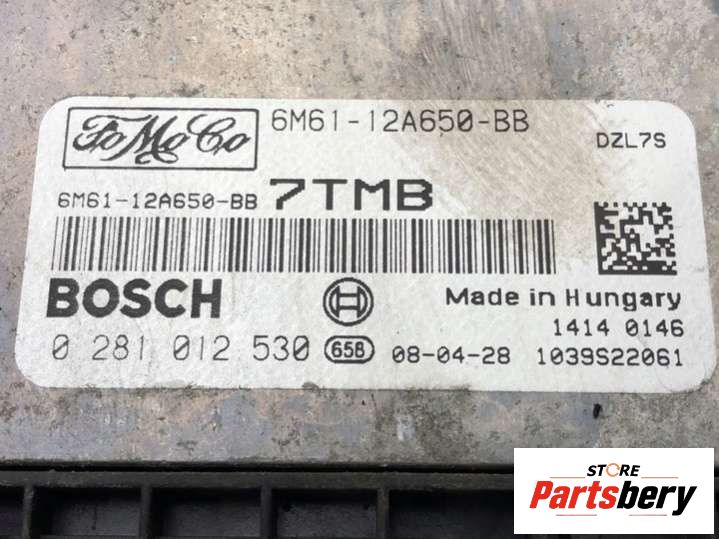 FoMoCo 6M61-12A650-BB
DZL7S
6M61-12A650-BB 7TMB
BOSCH
Made in Hungary
1414 0146
0 281 012 530 658 08-04-28 1039S22061
STORE
Partsbery